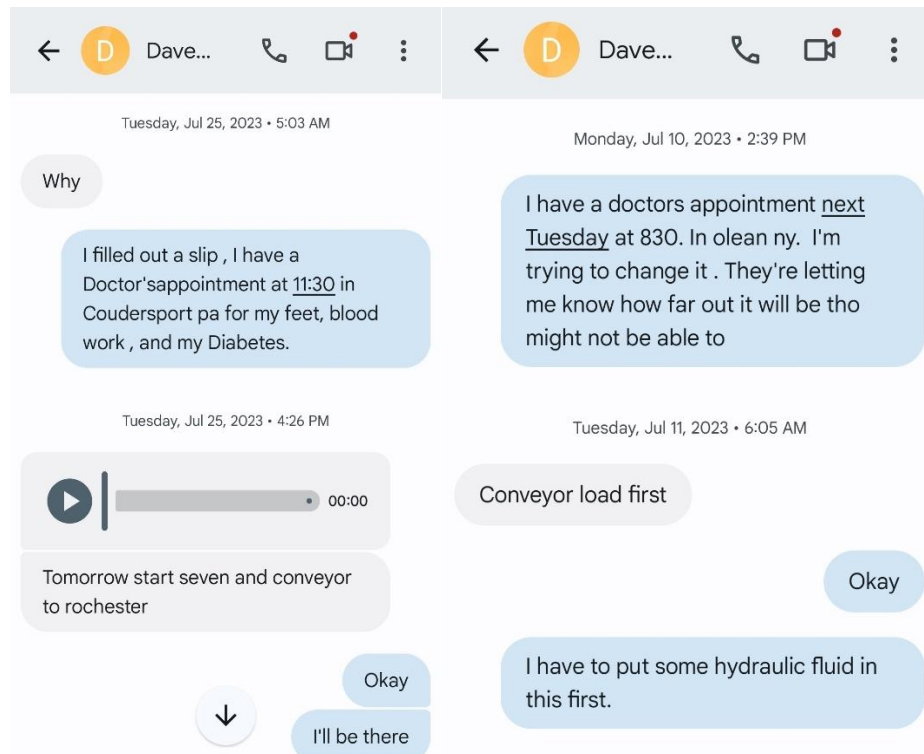 D Dave...
Tuesday, Jul 25, 2023 • 5:03 AM
Why
I filled out a slip , I have a
Doctor'sappointment at 11:30 in
Coudersport pa for my feet, blood
work , and my Diabetes.
Tuesday, Jul 25, 2023 • 4:26 PM
00:00
Tomorrow start seven and conveyor
to rochester
Okay
I'll be there
D Dave...
Monday, Jul 10, 2023 • 2:39 PM
I have a doctors appointment next
Tuesday at 830. In olean ny. I'm
trying to change it . They're letting
me know how far out it will be tho
might not be able to
Tuesday, Jul 11, 2023 • 6:05 AM
Conveyor load first
Okay
I have to put some hydraulic fluid in
this first.